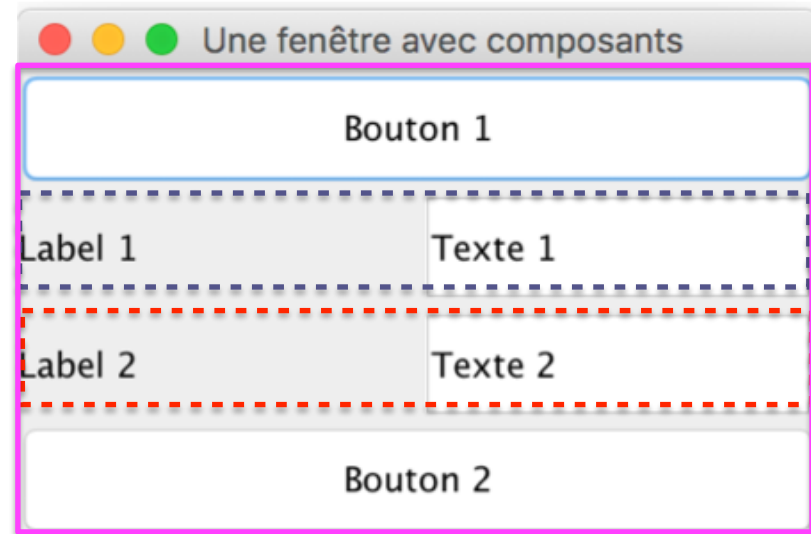 Une fenêtre avec composants
Bouton 1
Label 1 Texte 1
Label 2 Texte 2
Bouton 2